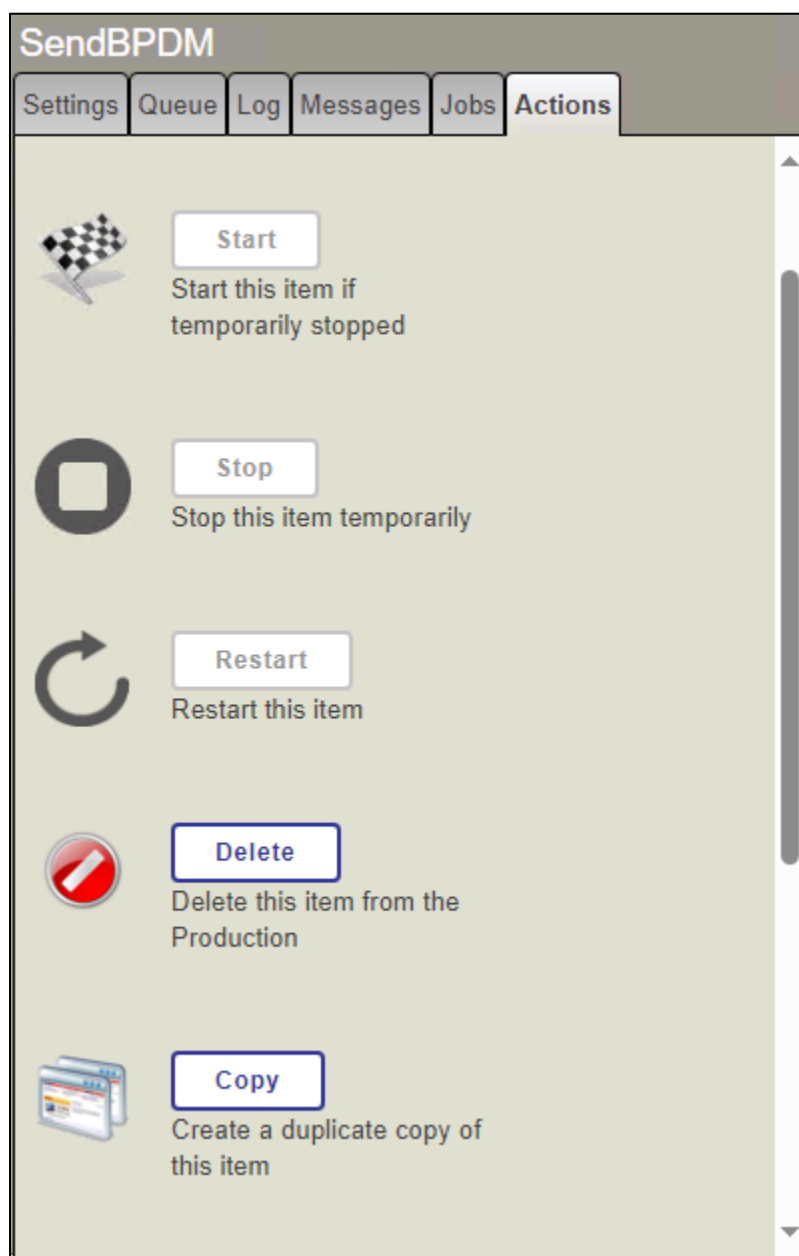 SendBPDM
Settings Queue Log Messages Jobs Actions
Start
Start this item if
temporarily stopped
Stop
Stop this item temporarily
Restart
Restart this item
Delete
Delete this item from the
Production
Copy
Create a duplicate copy of
this item